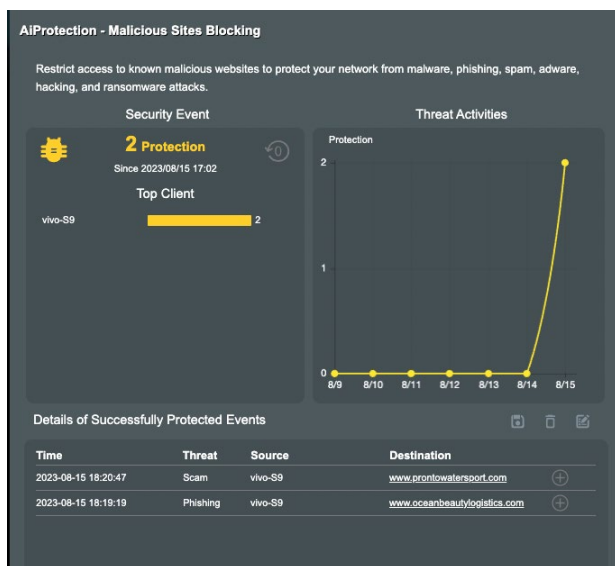 AiProtection - Malicious Sites Blocking
Restrict access to known malicious websites to protect your network from malware, phishing, spam, adware,
hacking, and ransomware attacks.
Security Event
2 Protection
0
Since 2023/08/15 17:02
Top Client
vivo-S9 2
Threat Activities
Protection
2
1
0
8/9 8/10 8/11 8/12 8/13 8/14 8/15
Details of Successfully Protected Events
Time Threat Source Destination
2023-08-15 18:20:47 Scam vivo-S9 www.prontowatersport.com
2023-08-15 18:19:19 Phishing vivo-S9 www.oceanbeautylogistics.com